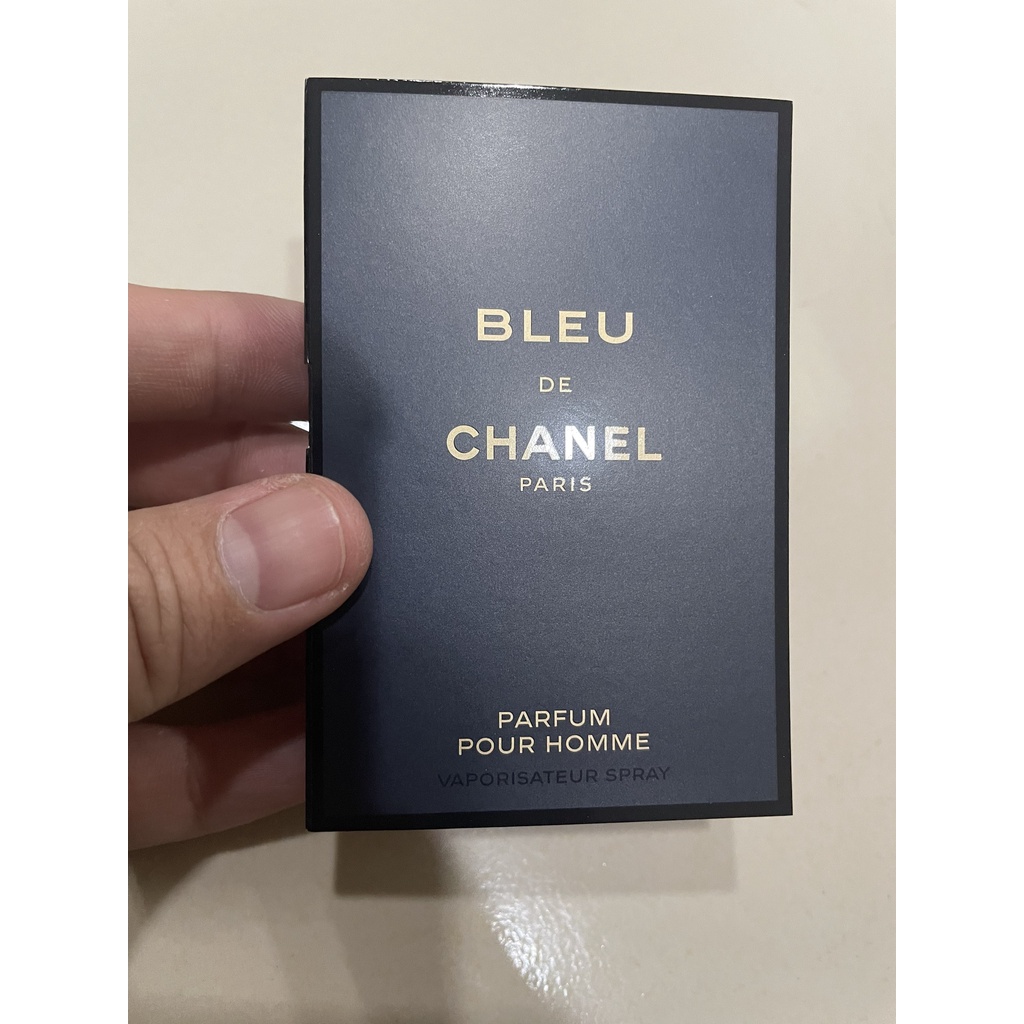 BLEU
DE
CHANEL
PARIS
PARFUM
POUR HOMME
VAPORISATEUR SPRAY